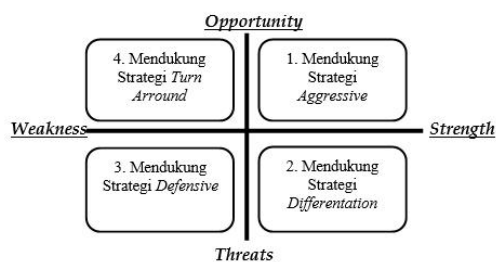 Opportunity
4. Mendukung
Strategi Turn
Arround
1. Mendukung
Strategi
Aggressive
Weakness
Strength
3. Mendukung
Strategi Defensive
2. Mendukung
Strategi
Differentation
Threats